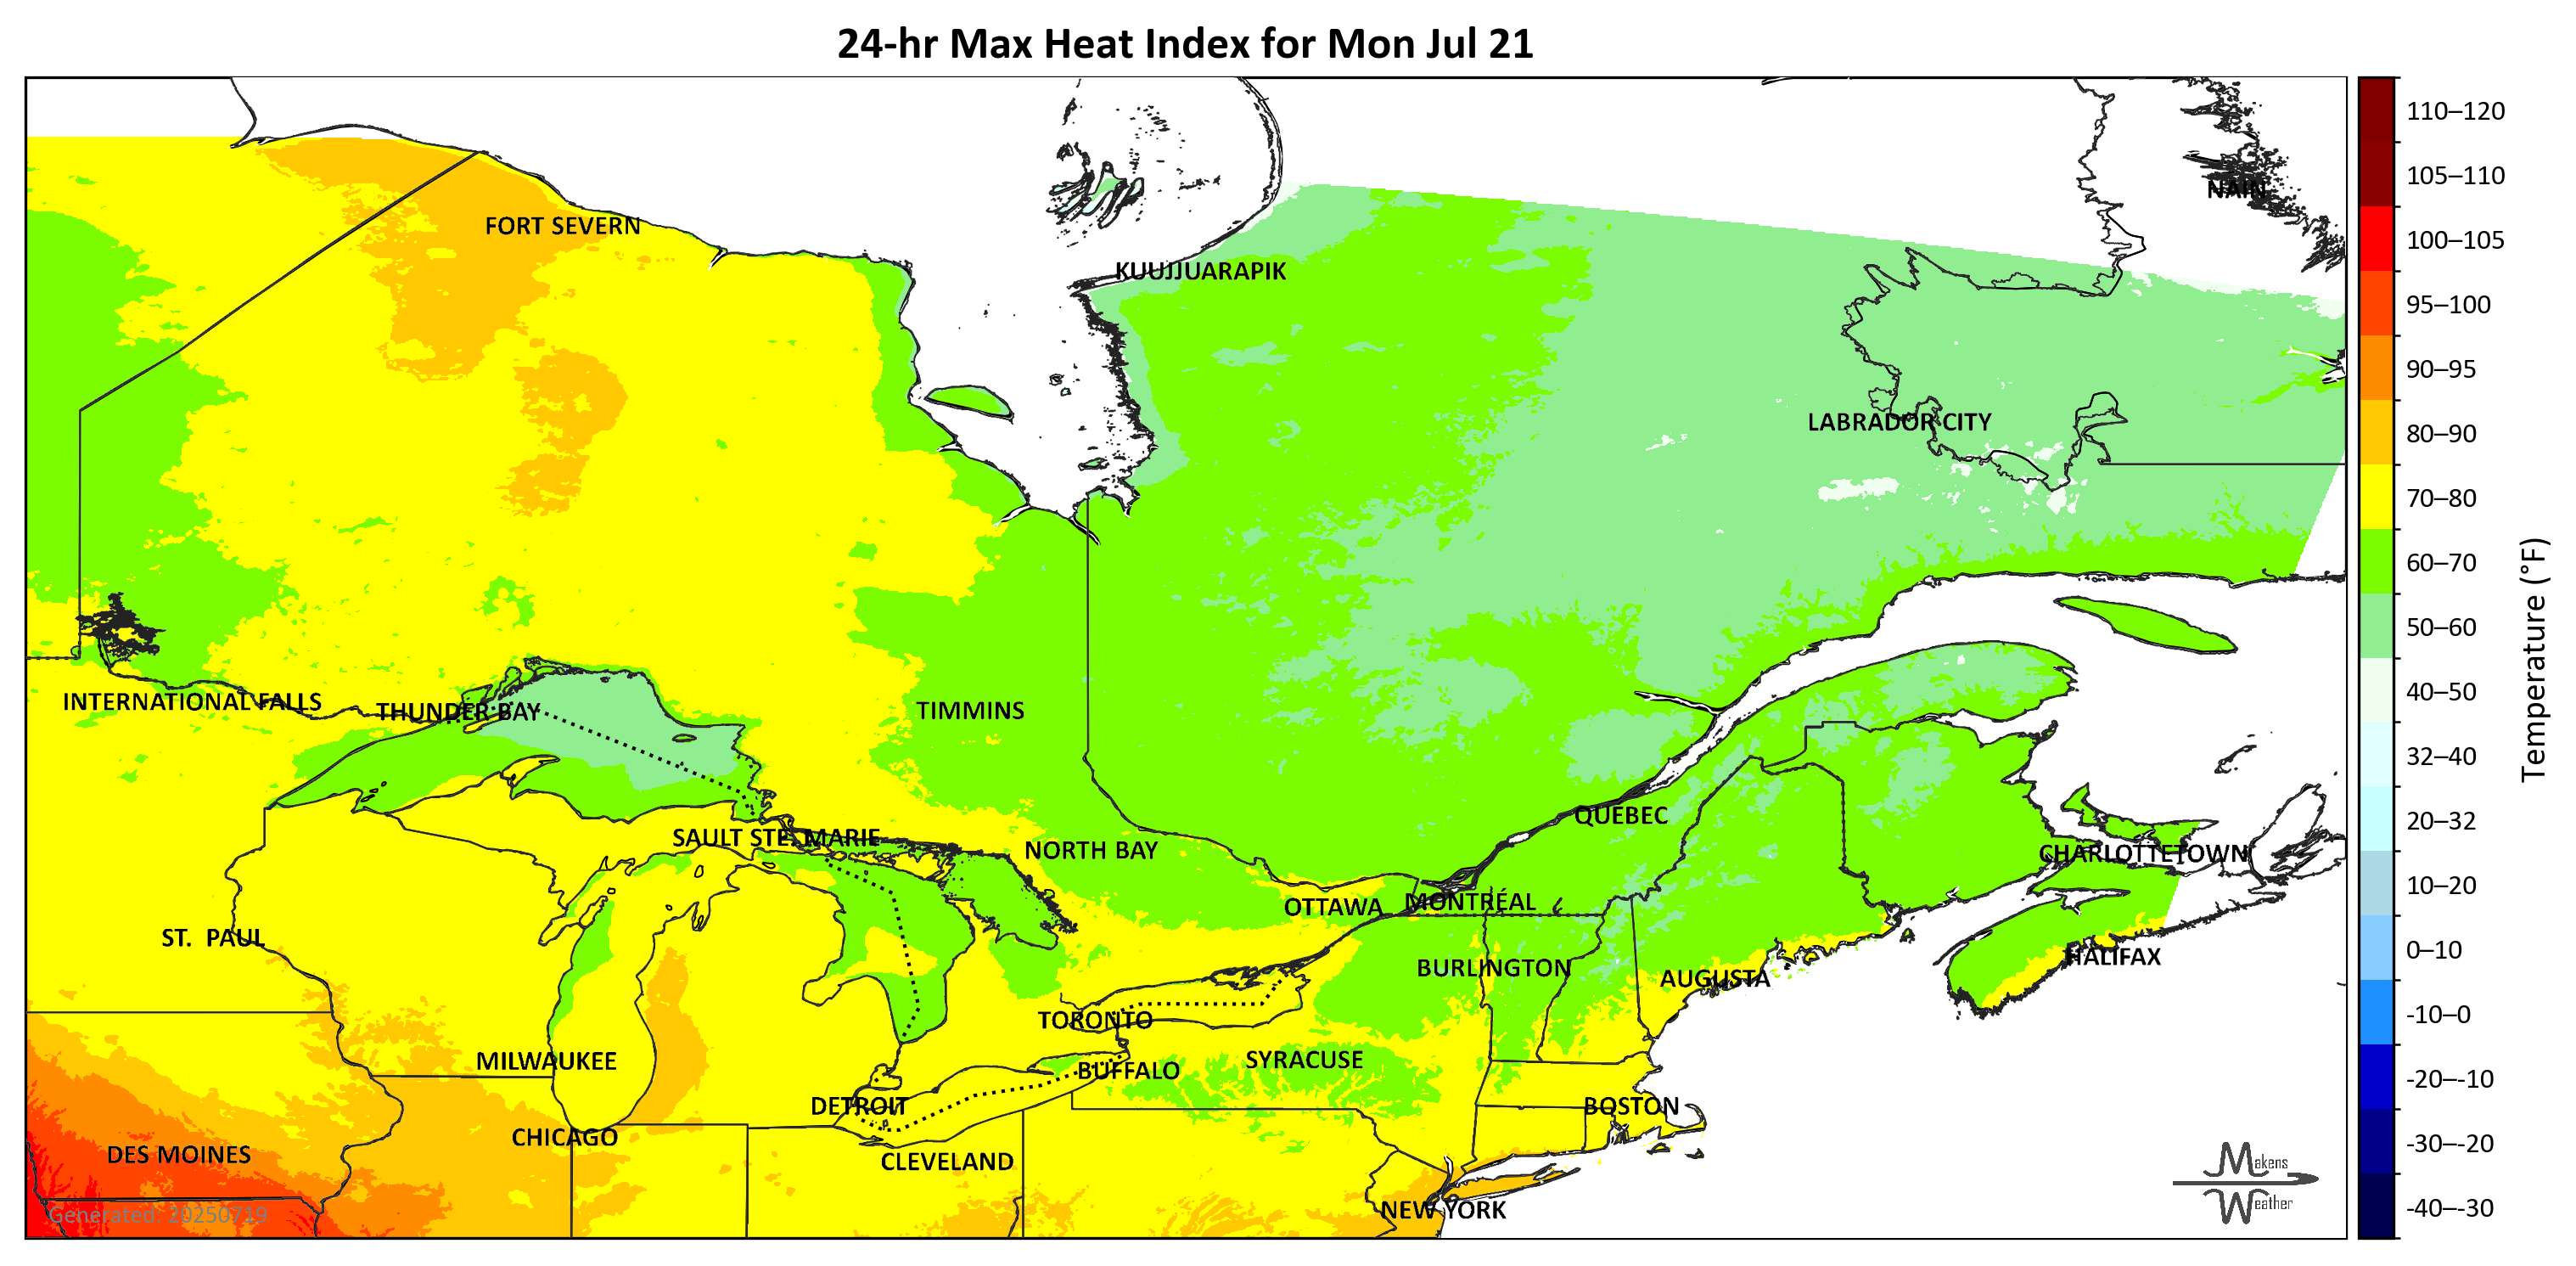 24-hr Max Heat Index for Mon Jul 21
NAIN
FORT SEVERN
KUUJJUARAPIK
LABRADOR CITY
INTERNATIONAL FALLS
THUNDER BAY
TIMMINS
QUÉBEC
SAULT STE. MARIE
NORTH BAY
CHARLOTTETOWN
OTTAWA
MONTRÉAL
ST. PAUL
HALIFAX
BURLINGTON
AUGUSTA
TORONTO
MILWAUKEE
SYRACUSE
BUFFALO
DETROIT
BOSTON
CHICAGO
DES MOINES
CLEVELAND
NEW YORK
Generated: 20250719
Makens
Weather
110–120
105–110
100–105
95–100
90–95
80–90
70–80
60–70
50–60
40–50
32–40
20–32
10–20
0–10
-10–0
-20–-10
-30–-20
-40–-30
Temperature (°F)